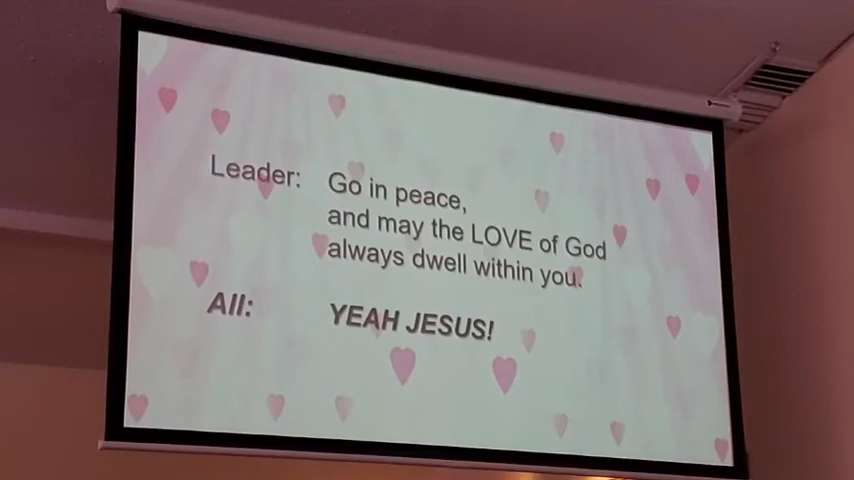 Leader: Go in peace,
and may the LOVE of God
always dwell within you.
All: YEAH JESUS!